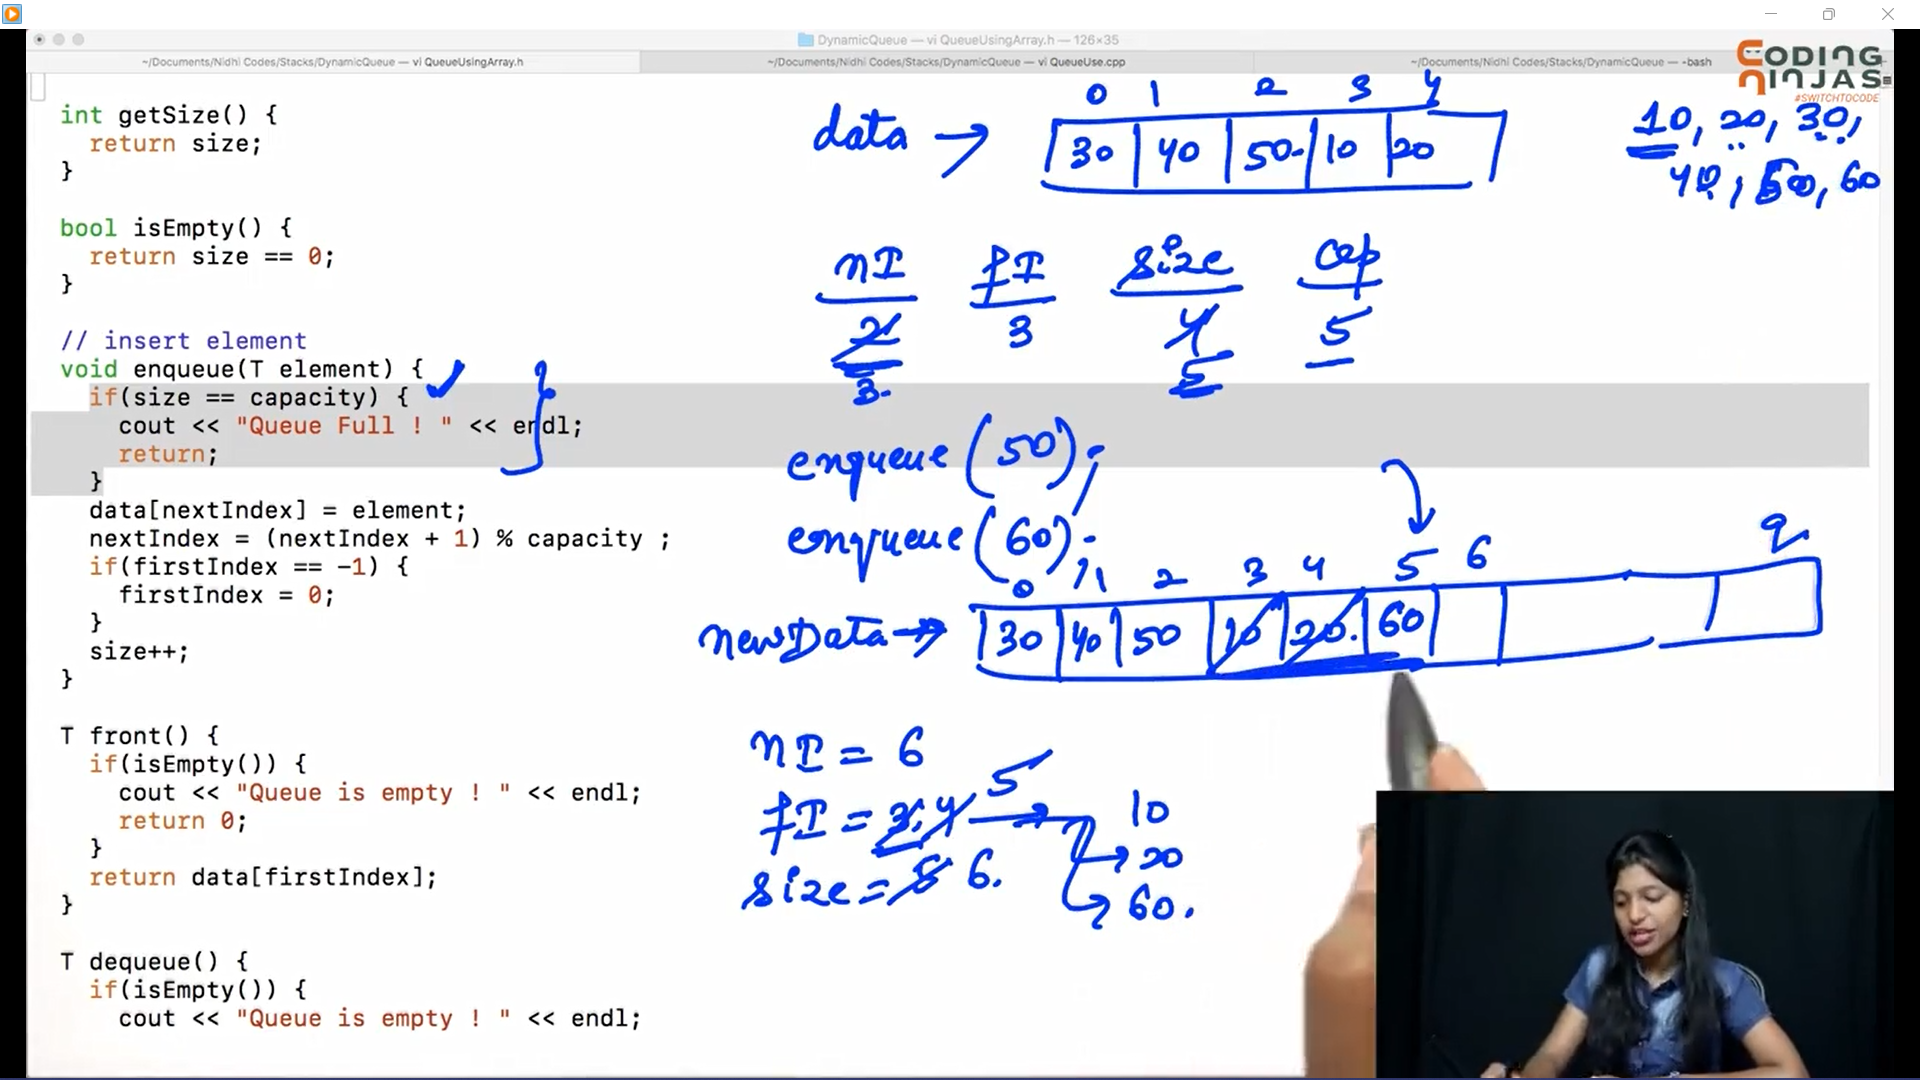 DynamicQueue — vi QueueUsingArray.h — 126×35
~/Documents/Nidhi Codes/Stacks/DynamicQueue — vi QueueUsingArray.h
~/Documents/Nidhi Codes/Stacks/DynamicQueue — vi QueueUse.cpp
~/Documents/Nidhi Codes/Stacks/DynamicQueue — -bash
CODING
NINJAS
#SWITCHTOCODE
int getSize() {
return size;
}
bool isEmpty() {
return size == 0;
}
// insert element
void enqueue(T element) {
if(size == capacity) {
cout << "Queue Full ! " << endl;
return;
}
data[nextIndex] = element;
nextIndex = (nextIndex + 1) % capacity ;
if(firstIndex == -1) {
firstIndex = 0;
}
size++;
}
T front() {
if(isEmpty()) {
cout << "Queue is empty ! " << endl;
return 0;
}
return data[firstIndex];
}
T dequeue() {
if(isEmpty()) {
cout << "Queue is empty ! " << endl;
0 1 2 3 4
data → 30 40 50 10 20
10, 20, 30,
40, 50, 60
nI fI size cap
2 3 4 5
3 5
enqueue(50);
enqueue(60);
0 1 2 3 4 5 6 9
newData → 30 40 50 10 20 60
nI = 6
fI = 3 4 5 → 10
20
60
size = 5 6